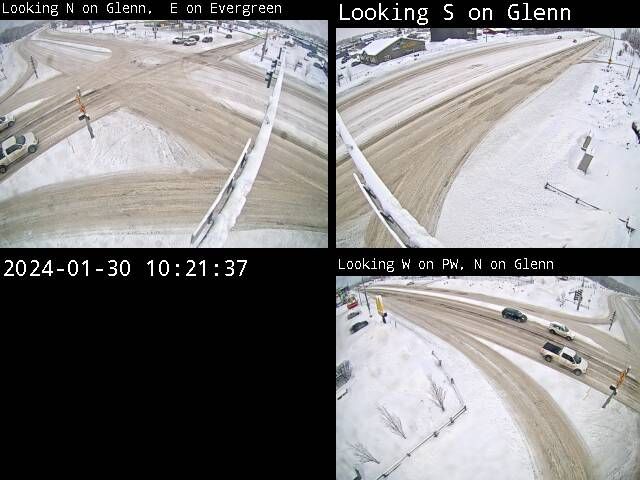 Looking N on Glenn, E on Evergreen
Looking S on Glenn
2024-01-30 10:21:37
Looking W on PW, N on Glenn